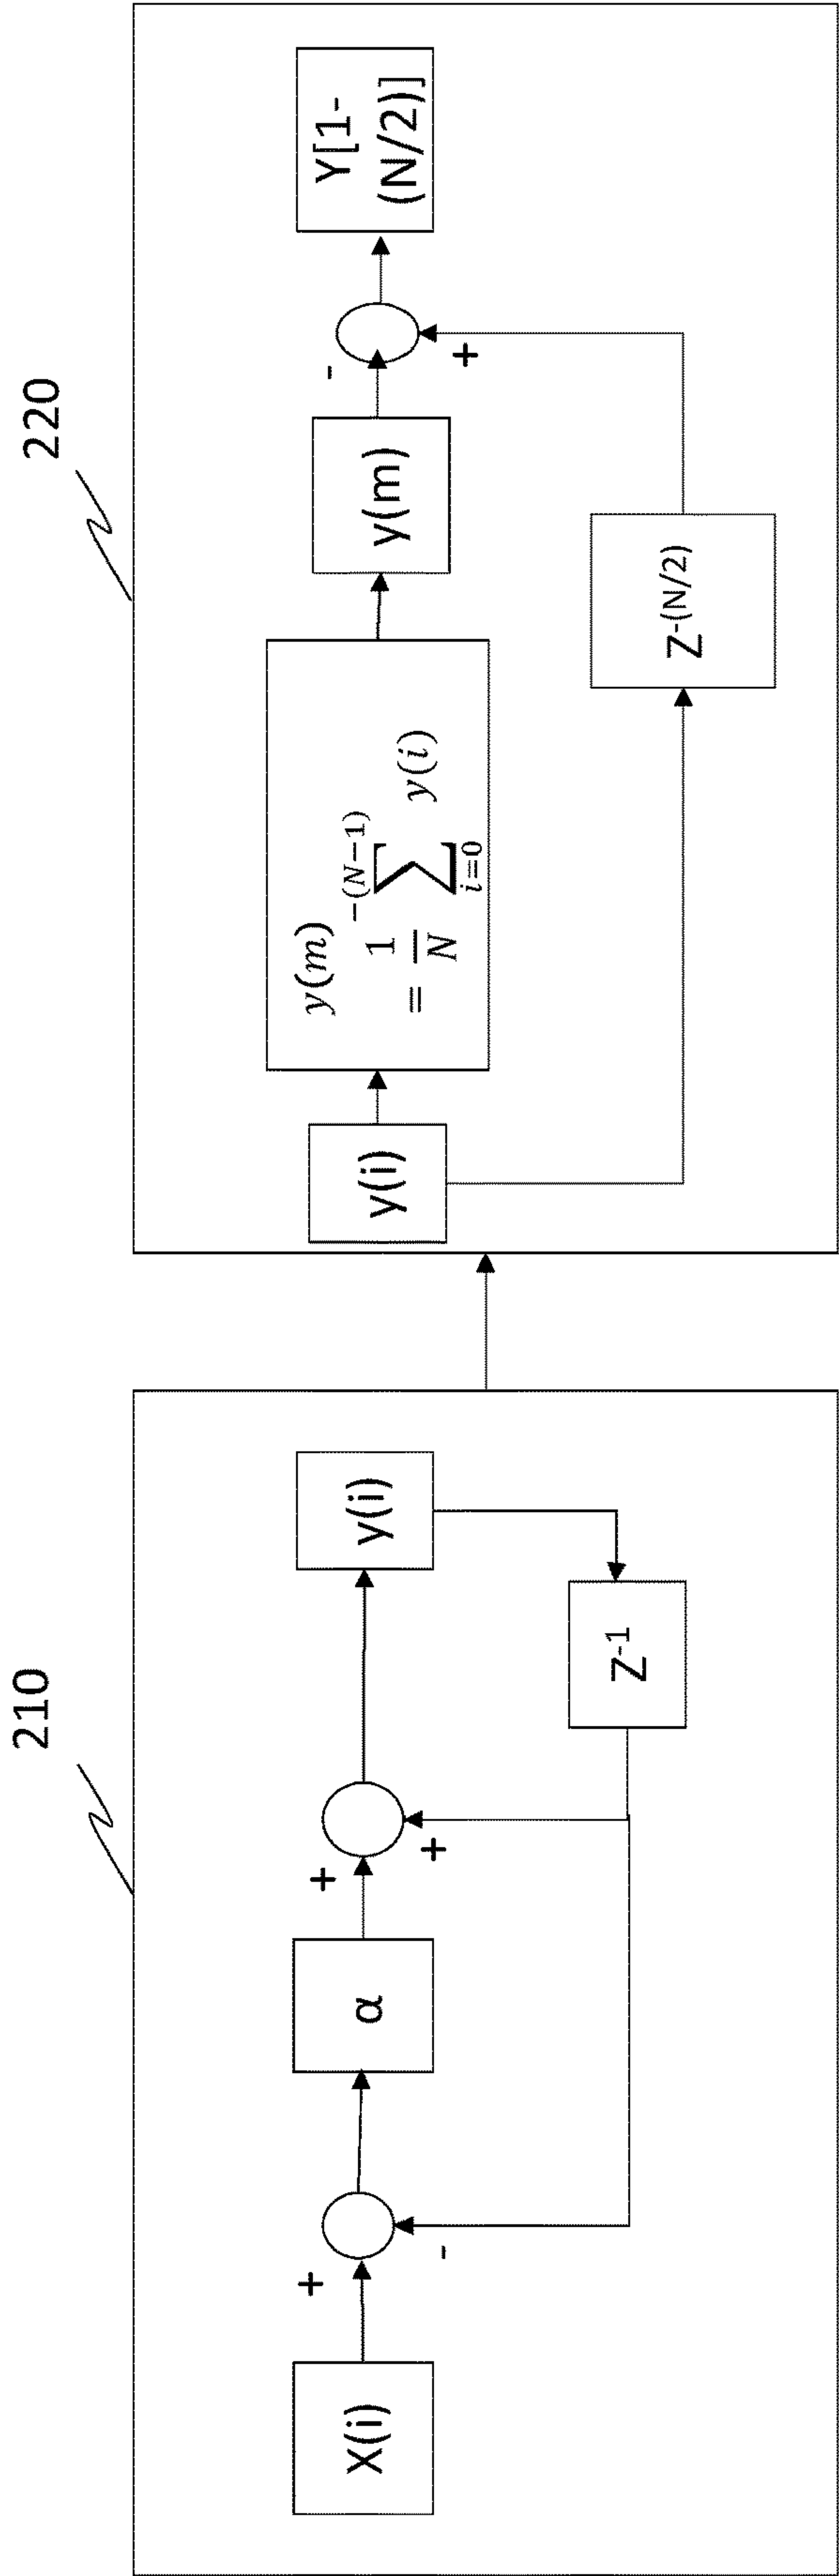 210
X(i)
+
-
α
+
+
y(i)
Z-1
220
y(i)
y(m)
= 1/N ∑ i=0 -(N-1) y(i)
y(m)
-
+
Z-(N/2)
Y[1-
(N/2)]